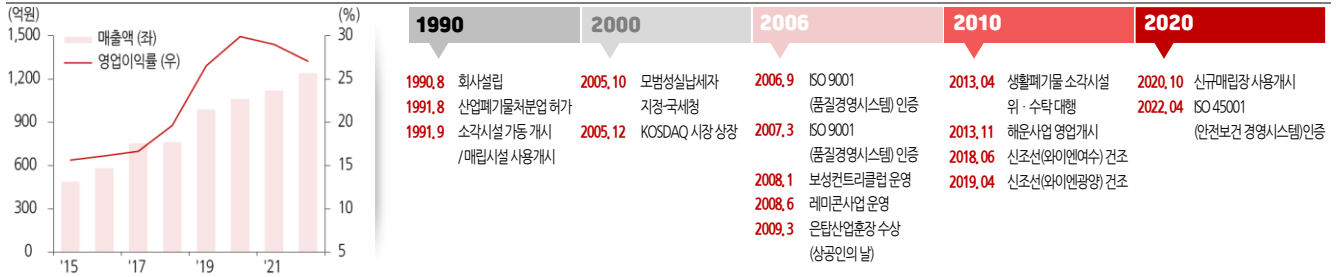 (억원)
(%)
1,500
1,200
900
600
300
0
30
25
20
15
10
5
매출액 (좌)
영업이익률 (우)
'15
'17
'19
'21
1990
1990.8 회사설립
1991.8 산업폐기물처분업 허가
1991.9 소각시설 가동 개시
/ 매립시설 사용개시
2000
2005.10 모범성실납세자
지정-국세청
2005.12 KOSDAQ 시장 상장
2006
2006.9 ISO 9001
(품질경영시스템) 인증
2007.3 ISO 9001
(품질경영시스템) 인증
2008.1 보성컨트리클럽 운영
2008.6 레미콘사업 운영
2009.3 은탑산업훈장 수상
(상공인의 날)
2010
2013.04 생활폐기물 소각시설
위ㆍ수탁 대행
2013.11 해운사업 영업개시
2018.06 신조선(와이엔여수) 건조
2019.04 신조선(와이엔광양) 건조
2020
2020.10 신규매립장 사용개시
2022.04 ISO 45001
(안전보건 경영시스템)인증